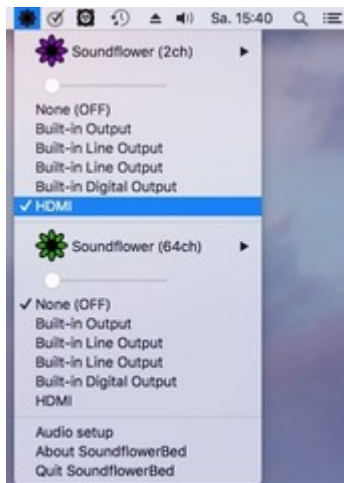 Sa. 15:40
Soundflower (2ch)
None (OFF)
Built-in Output
Built-in Line Output
Built-in Line Output
Built-in Digital Output
✓ HDMI
Soundflower (64ch)
✓ None (OFF)
Built-in Output
Built-in Line Output
Built-in Line Output
Built-in Digital Output
HDMI
Audio setup
About SoundflowerBed
Quit SoundflowerBed